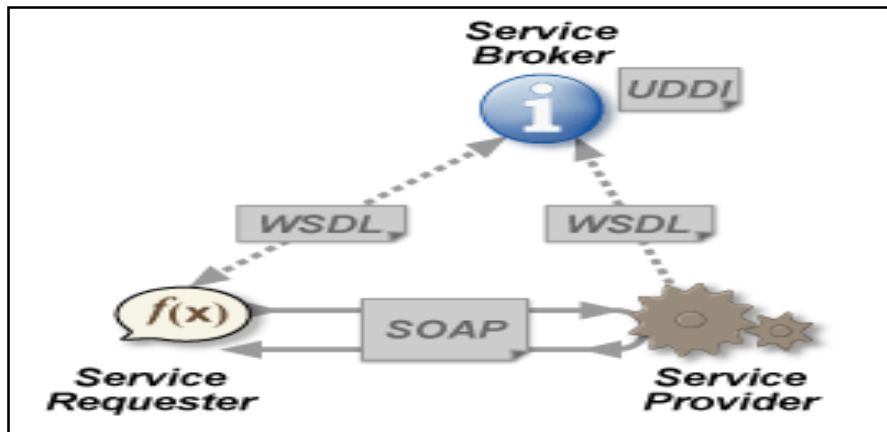 Service
Broker
UDDI
i
WSDL
WSDL
f(x)
SOAP
Service
Requester
Service
Provider